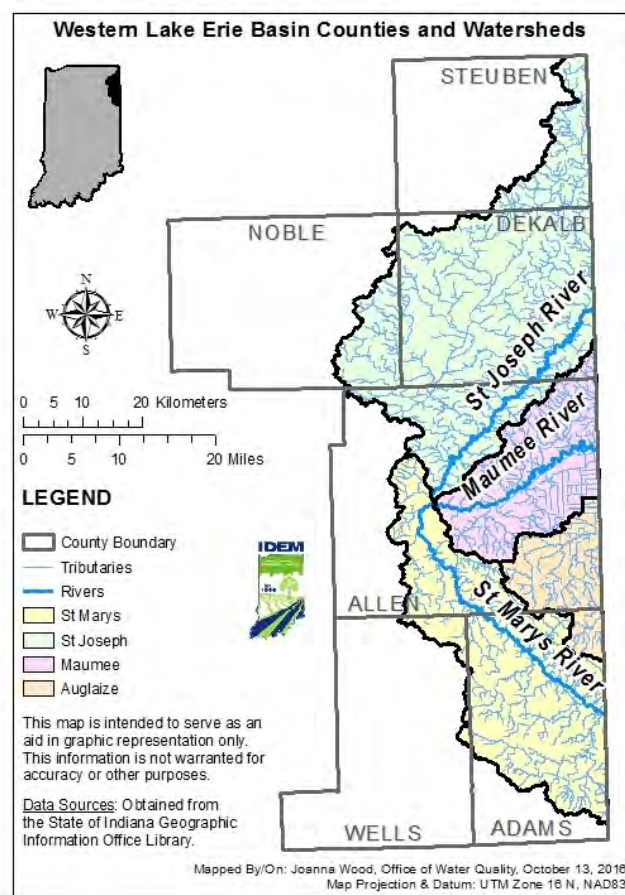 Western Lake Erie Basin Counties and Watersheds
STEUBEN
NOBLE
DEKALB
N
W E
S
St Joseph River
0 5 10 20 Kilometers
0 5 10 20 Miles
Maumee River
LEGEND
County Boundary
Tributaries
Rivers
St Marys
St Joseph
Maumee
Auglaize
IDEM
ALLEN
St Marys River
This map is intended to serve as an
aid in graphic representation only.
This information is not warranted for
accuracy or other purposes.
Data Sources: Obtained from
the State of Indiana Geographic
Information Office Library.
WELLS
ADAMS
Mapped By/On: Joanna Wood, Office of Water Quality, October 13, 2016
Map Projection & Datum: UTM Zone 16 N, NAD83